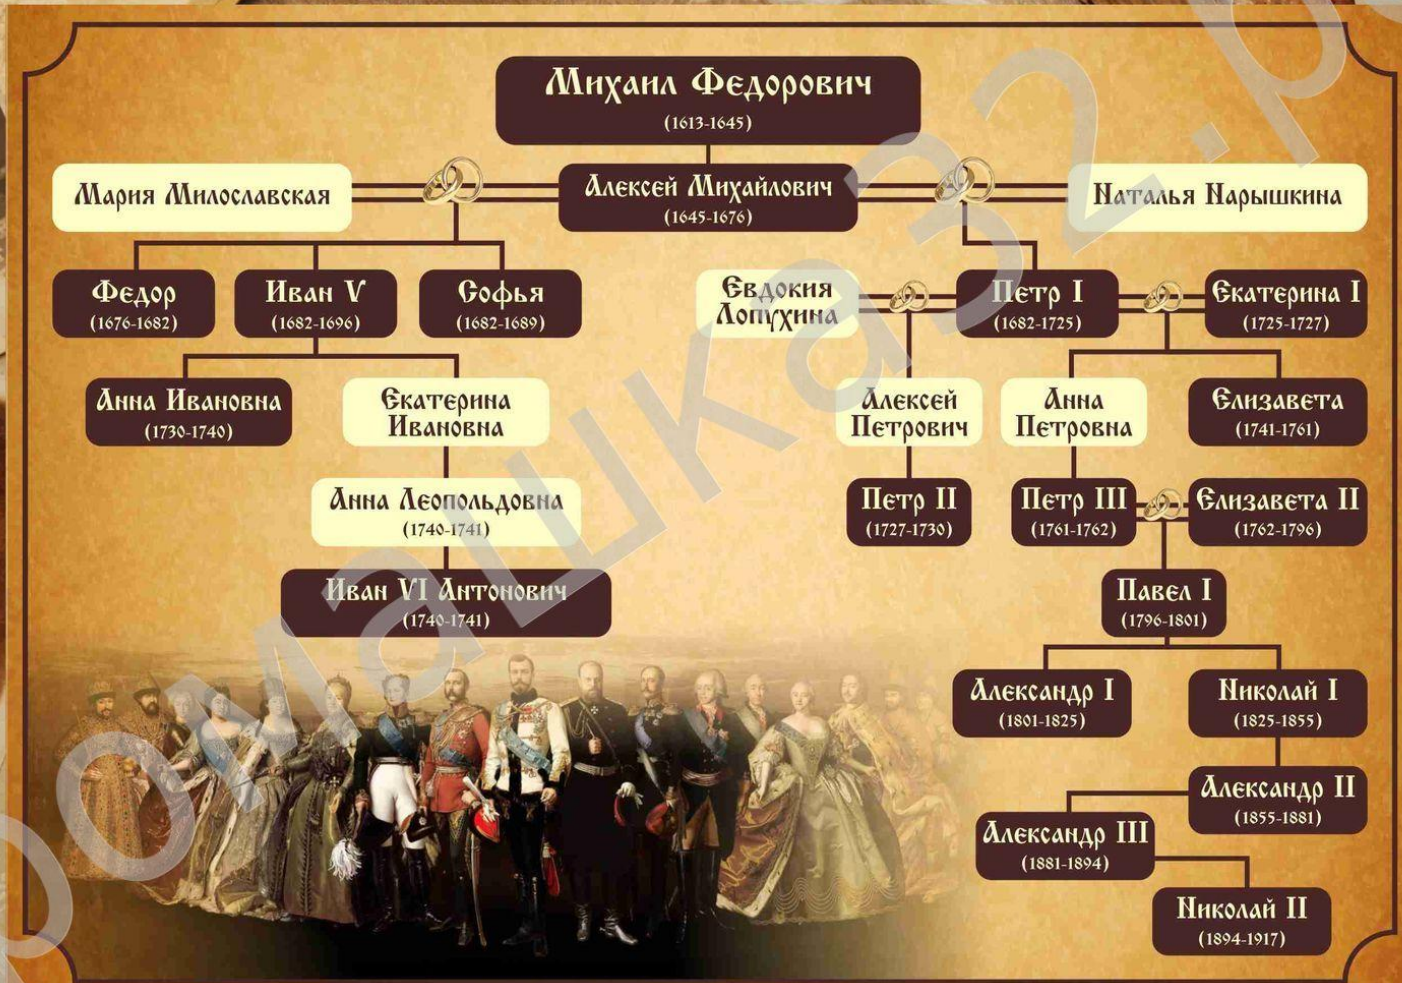 Михаил Федорович
(1613-1645)
Мария Милославская
Алексей Михайлович
(1645-1676)
Наталья Нарышкина
Федор
(1676-1682)
Иван V
(1682-1696)
Софья
(1682-1689)
Евдокия
Лопухина
Петр I
(1682-1725)
Екатерина I
(1725-1727)
Анна Ивановна
(1730-1740)
Екатерина
Ивановна
Алексей
Петрович
Анна
Петровна
Елизавета
(1741-1761)
Анна Леопольдовна
(1740-1741)
Петр II
(1727-1730)
Петр III
(1761-1762)
Елизавета II
(1762-1796)
Иван VI Антонович
(1740-1741)
Павел I
(1796-1801)
Александр I
(1801-1825)
Николай I
(1825-1855)
Александр II
(1855-1881)
Александр III
(1881-1894)
Николай II
(1894-1917)